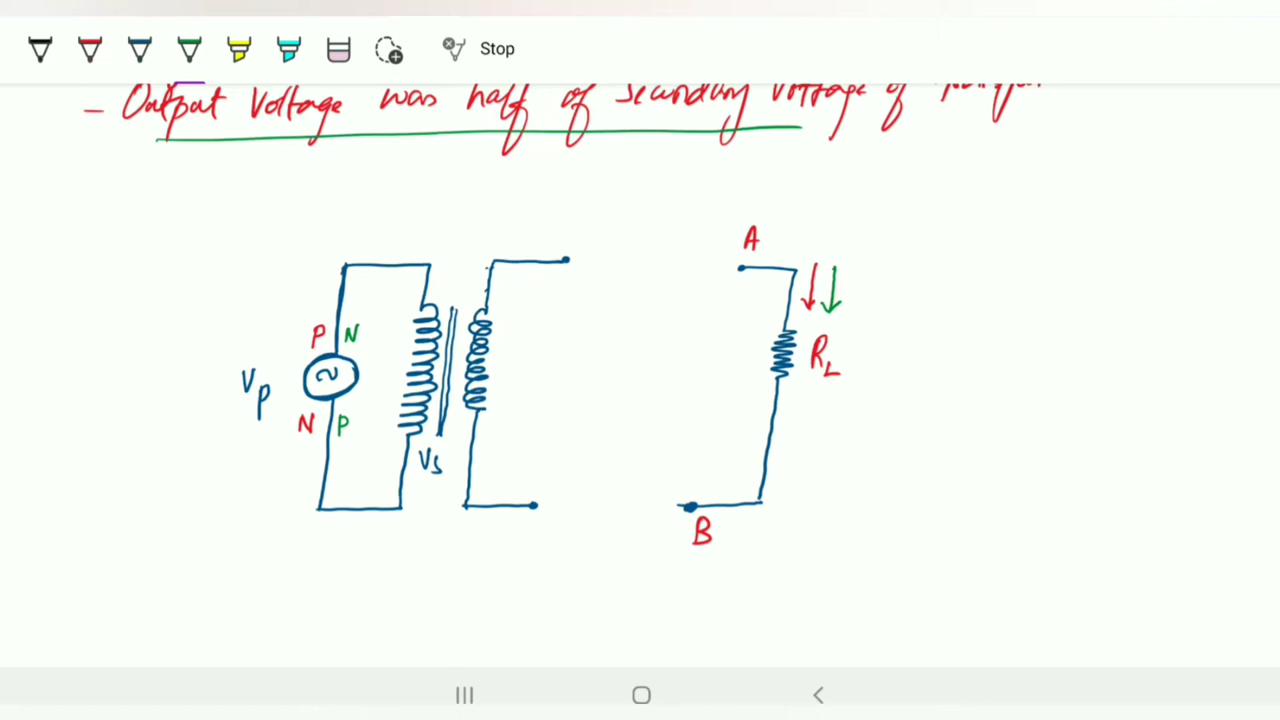 Stop
- Output Voltage was half of secondary voltage of
A
P N
Vp
RL
N P
Vs
B